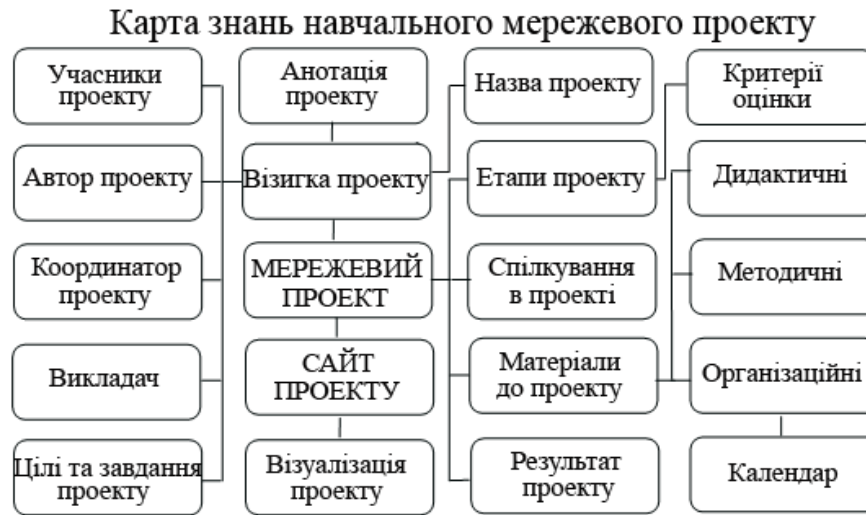 Карта знань навчального мережевого проекту
Учасники
проекту
Анотація
проекту
Назва проекту
Критерії
оцінки
Автор проекту
Візигка проекту
Етапи проекту
Дидактичні
Координатор
проекту
МЕРЕЖЕВИЙ
ПРОЕКТ
Спілкування
в проекті
Методичні
Викладач
САЙТ
ПРОЕКТУ
Матеріали
до проекту
Організаційні
Цілі та завдання
проекту
Візуалізація
проекту
Результат
проекту
Календар